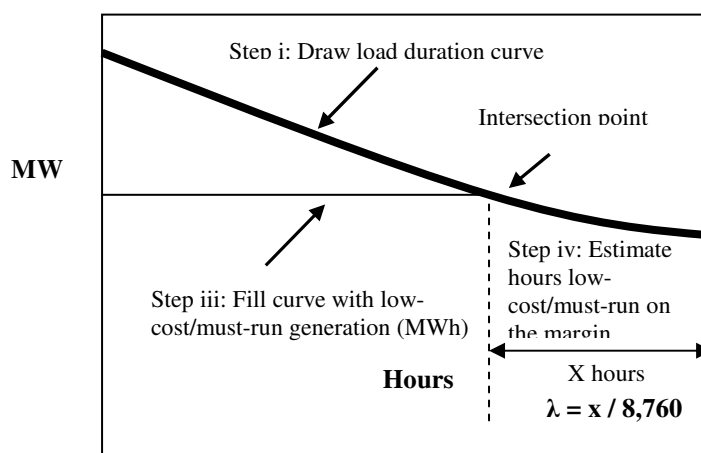 Step i: Draw load duration curve
Intersection point
MW
Step iv: Estimate
hours low-
cost/must-run on
the margin
Step iii: Fill curve with low-
cost/must-run generation (MWh)
X hours
Hours
λ = x / 8,760